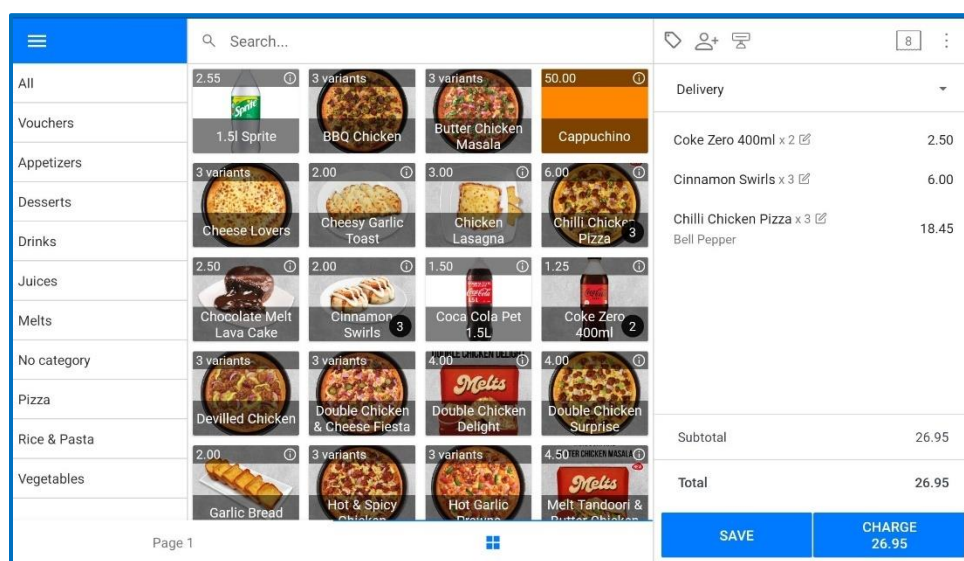 Search...
8
All
Vouchers
Appetizers
Desserts
Drinks
Juices
Melts
No category
Pizza
Rice & Pasta
Vegetables
2.55
Sprite
1.5l Sprite
3 variants
BBQ Chicken
3 variants
Butter Chicken
Masala
50.00
Cappuchino
3 variants
Cheese Lovers
2.00
Cheesy Garlic
Toast
3.00
Chicken
Lasagna
6.00
Chilli Chicken
Pizza
3
2.50
Chocolate Melt
Lava Cake
2.00
Cinnamon
Swirls
3
1.50
Coca-Cola
Coca Cola Pet
1.5L
1.25
Coke Zero
400ml
2
3 variants
Devilled Chicken
3 variants
Double Chicken
& Cheese Fiesta
4.00
Melts
Double Chicken
Delight
4.00
Double Chicken
Surprise
2.00
Garlic Bread
3 variants
Hot & Spicy
Chicken
3 variants
Hot Garlic
Prawns
4.50
Melts
Melt Tandoori &
Butter Chicken
Page 1
Delivery
Coke Zero 400ml x 2 2.50
Cinnamon Swirls x 3 6.00
Chilli Chicken Pizza x 3 18.45
Bell Pepper
Subtotal 26.95
Total 26.95
SAVE
CHARGE
26.95